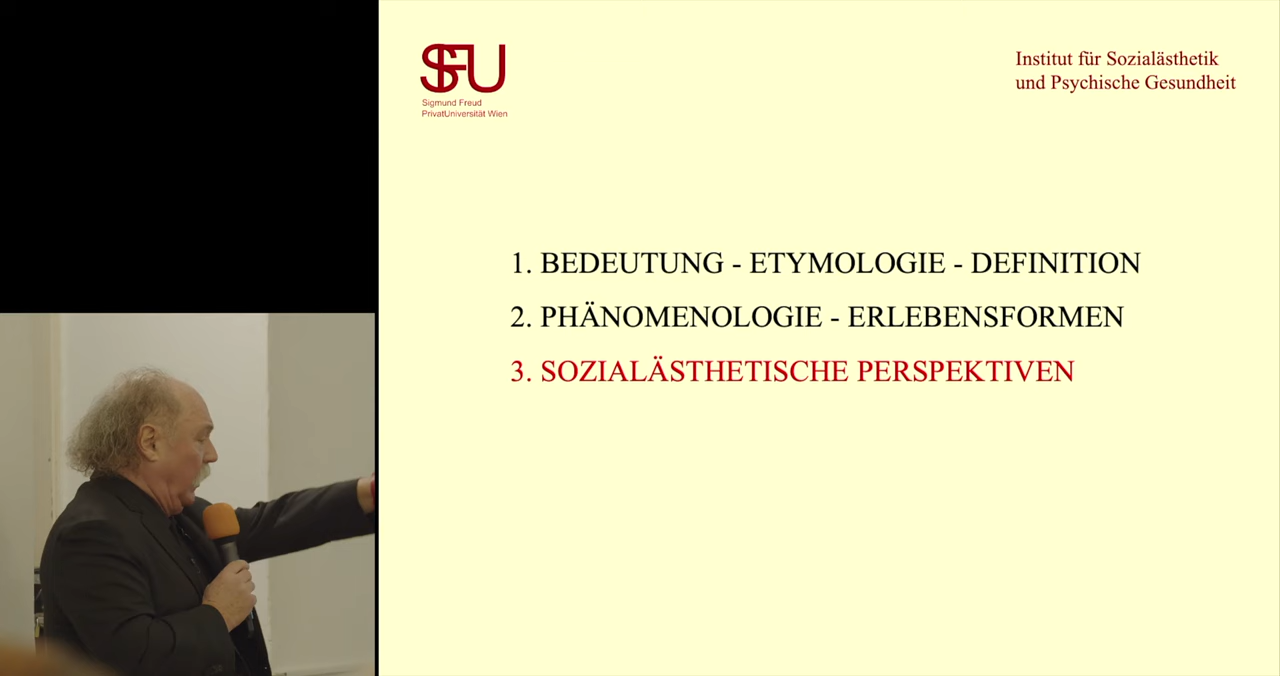 SFU
Sigmund Freud
PrivatUniversität Wien
Institut für Sozialästhetik
und Psychische Gesundheit
1. BEDEUTUNG - ETYMOLOGIE - DEFINITION
2. PHÄNOMENOLOGIE - ERLEBENSFORMEN
3. SOZIALÄSTHETISCHE PERSPEKTIVEN